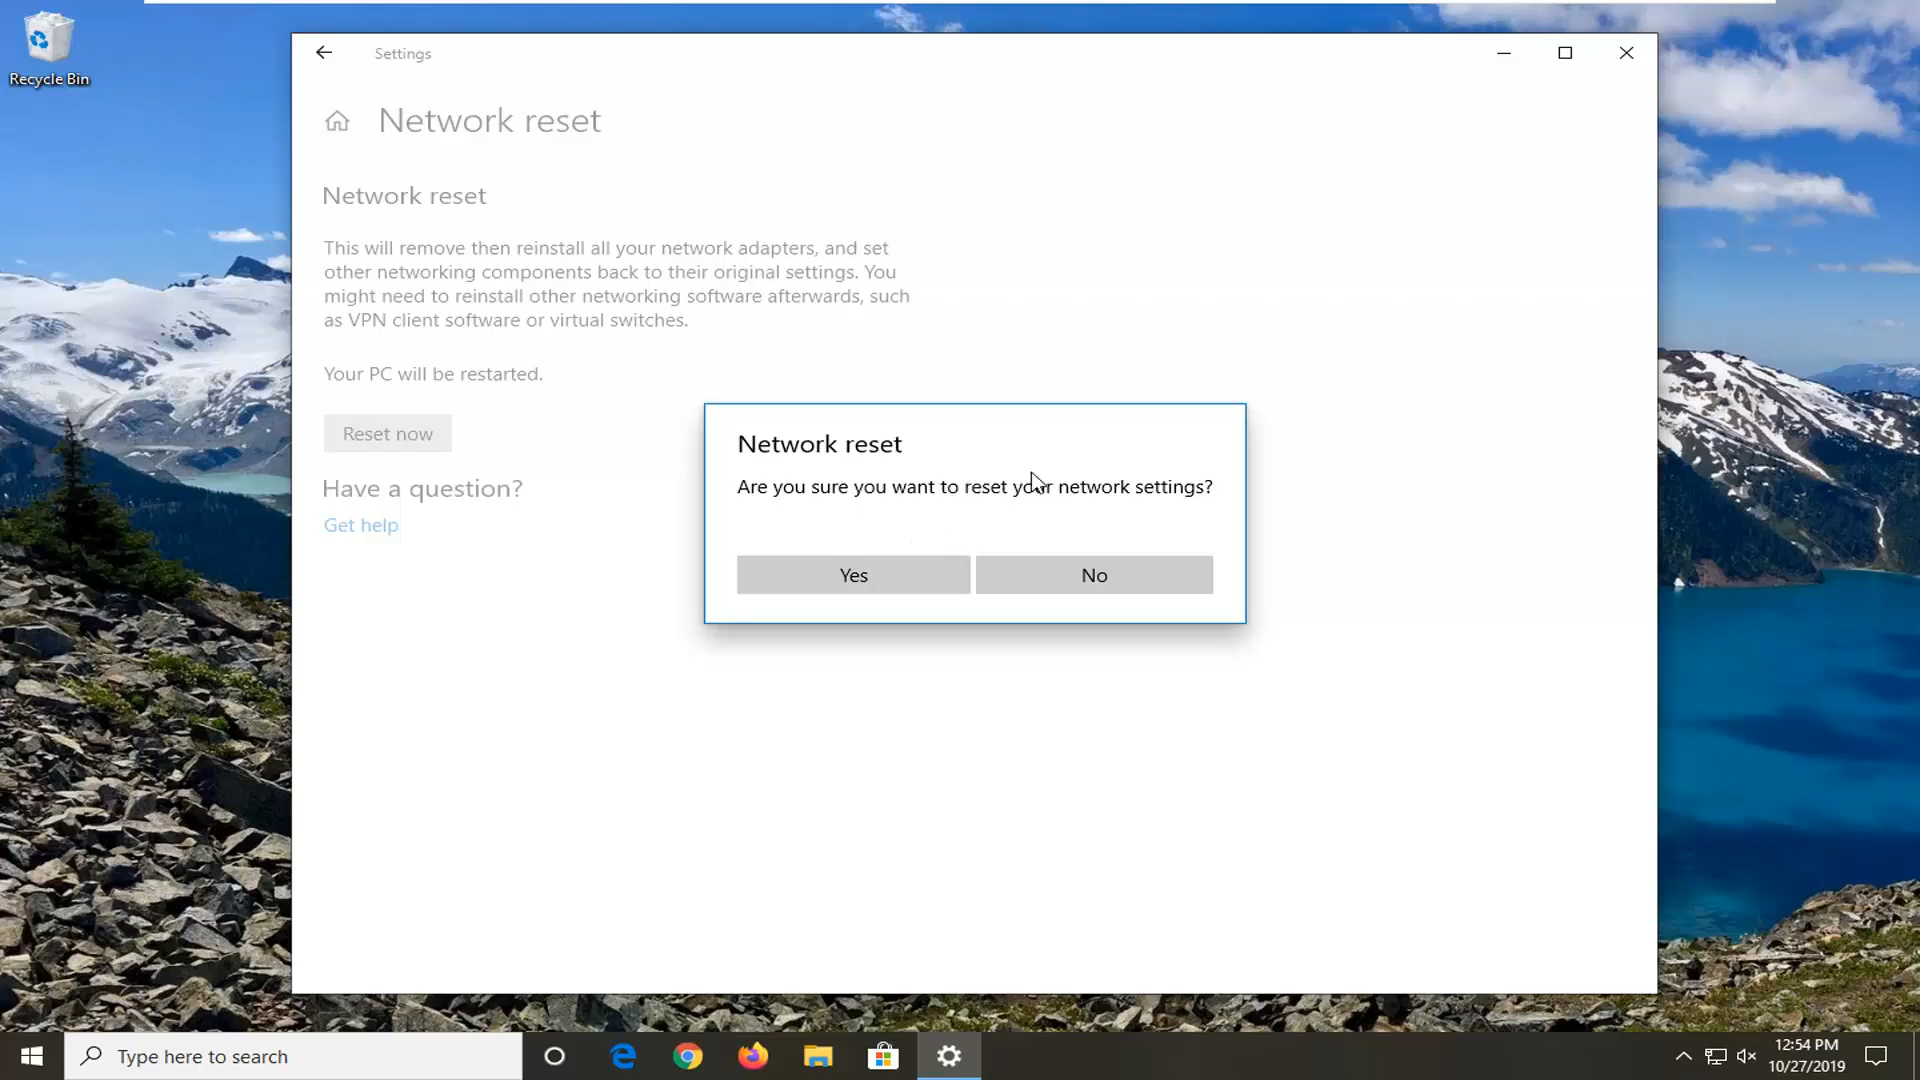 Recycle Bin
Settings
Network reset
Network reset
This will remove then reinstall all your network adapters, and set
other networking components back to their original settings. You
might need to reinstall other networking software afterwards, such
as VPN client software or virtual switches.
Your PC will be restarted.
Reset now
Have a question?
Get help
Network reset
Are you sure you want to reset your network settings?
Yes No
Type here to search
12:54 PM
10/27/2019